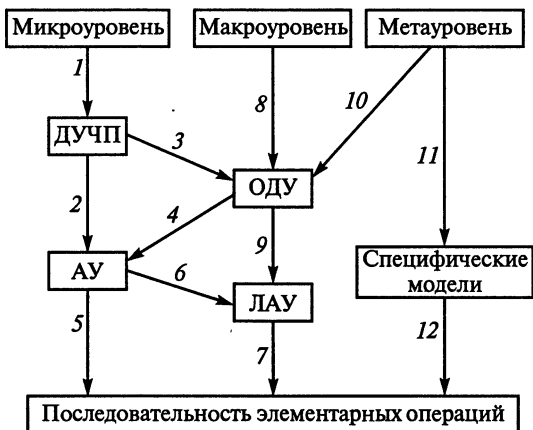 Микроуровень Макроуровень Метауровень
1
8
10
ДУЧП
3
11
2
4
ОДУ
9
АУ
6
Специфические
модели
ЛАУ
5
7
12
Последовательность элементарных операций